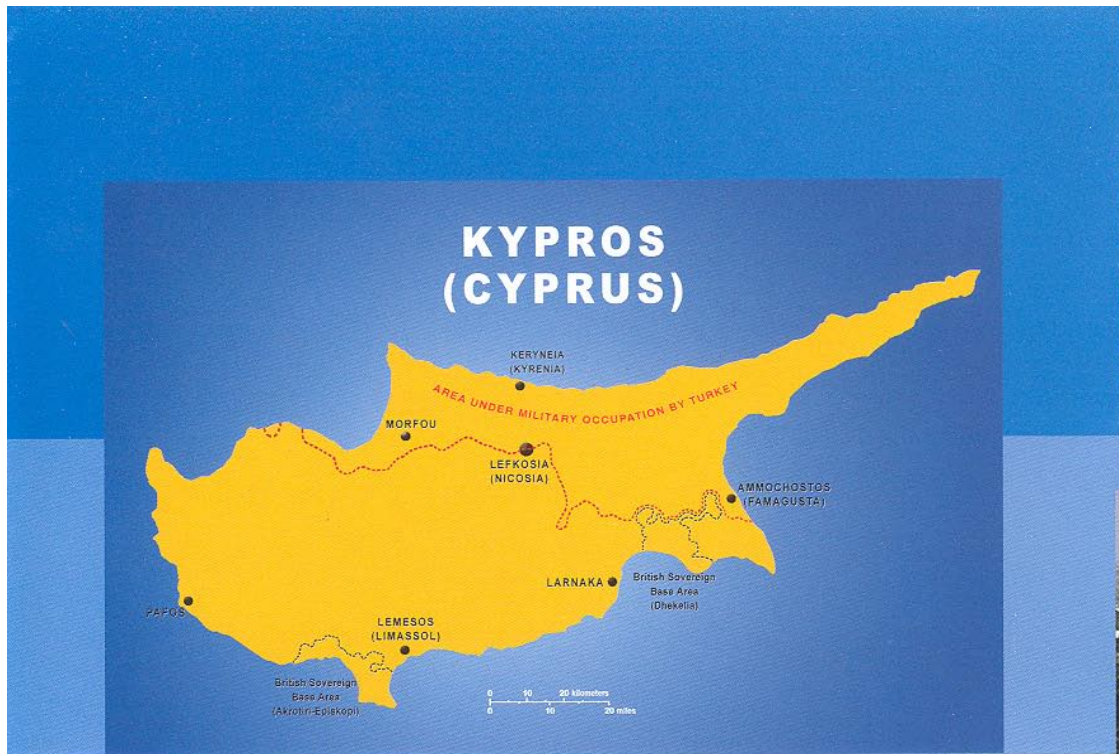 KYPROS
(CYPRUS)
KERYNEIA
(KYRENIA)
AREA UNDER MILITARY OCCUPATION BY TURKEY
MORFOU
LEFKOSIA
(NICOSIA)
AMMOCHOSTOS
(FAMAGUSTA)
LARNAKA
British Sovereign
Base Area
(Dhekelia)
PAFOS
LEMESOS
(LIMASSOL)
British Sovereign
Base Area
(Akrotiri-Episkopi)
0 10 20 kilometers
0 10 20 miles